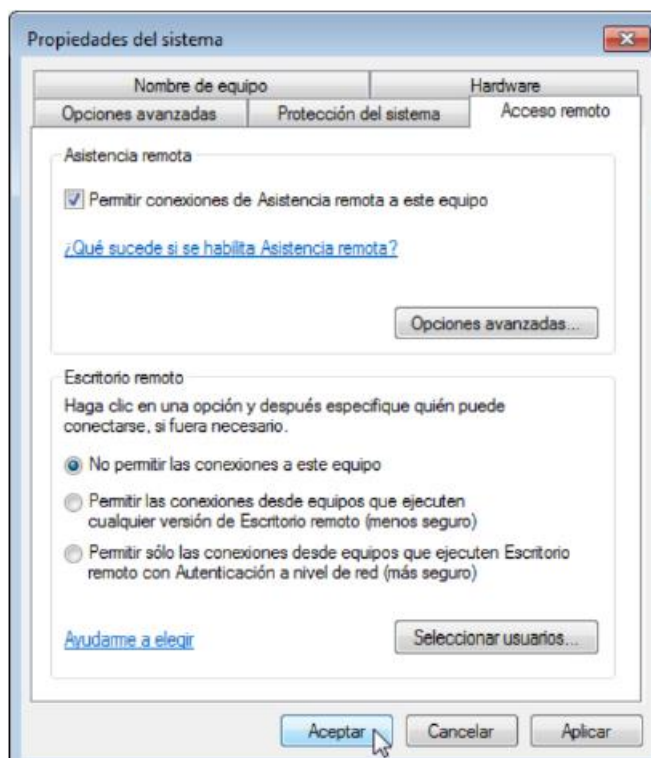 Propiedades del sistema
Nombre de equipo
Hardware
Opciones avanzadas
Protección del sistema
Acceso remoto
Asistencia remota
Permitir conexiones de Asistencia remota a este equipo
¿Qué sucede si se habilita Asistencia remota?
Opciones avanzadas...
Escritorio remoto
Haga clic en una opción y después especifique quién puede
conectarse, si fuera necesario.
No permitir las conexiones a este equipo
Permitir las conexiones desde equipos que ejecuten
cualquier versión de Escritorio remoto (menos seguro)
Permitir sólo las conexiones desde equipos que ejecuten Escritorio
remoto con Autenticación a nivel de red (más seguro)
Ayudarme a elegir
Seleccionar usuarios...
Aceptar
Cancelar
Aplicar